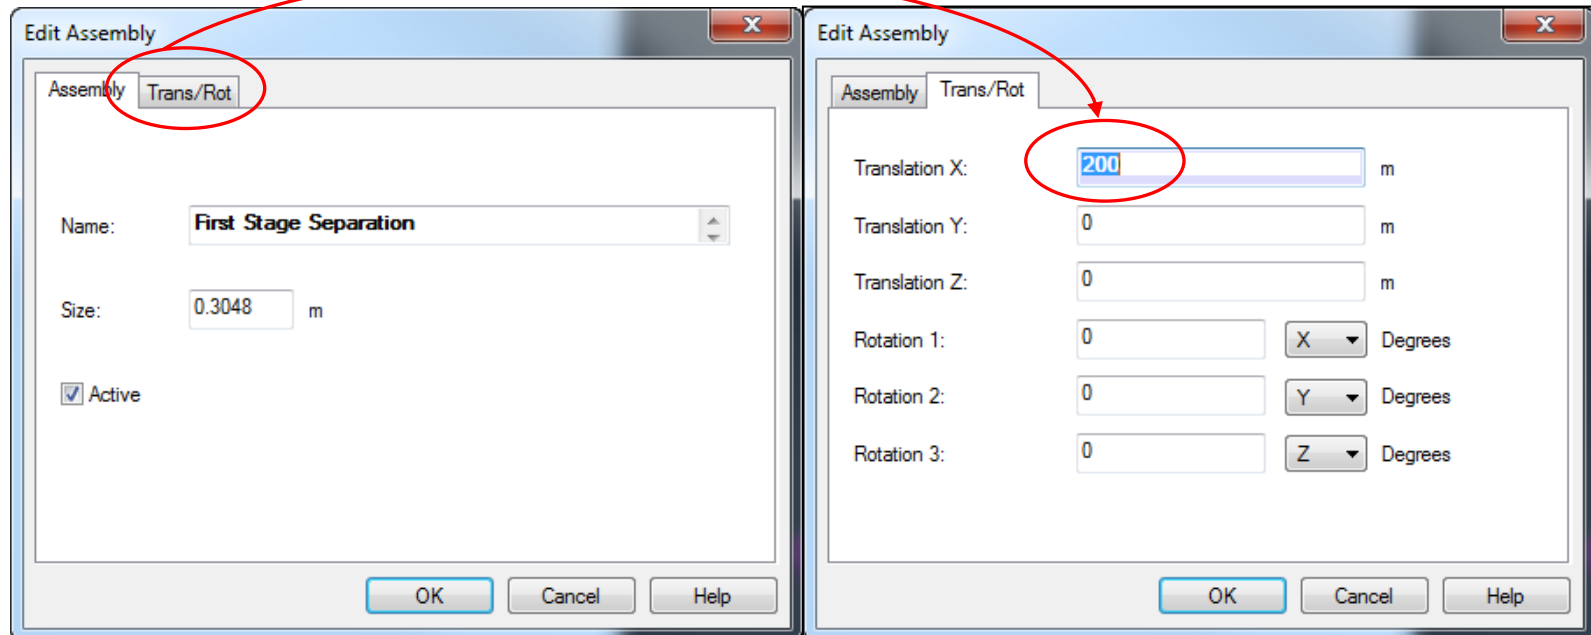 Edit Assembly
X
Assembly Trans/Rot
Name: First Stage Separation
Size: 0.3048 m
Active
OK Cancel Help
Edit Assembly
X
Assembly Trans/Rot
Translation X: 200 m
Translation Y: 0 m
Translation Z: 0 m
Rotation 1: 0 X Degrees
Rotation 2: 0 Y Degrees
Rotation 3: 0 Z Degrees
OK Cancel Help